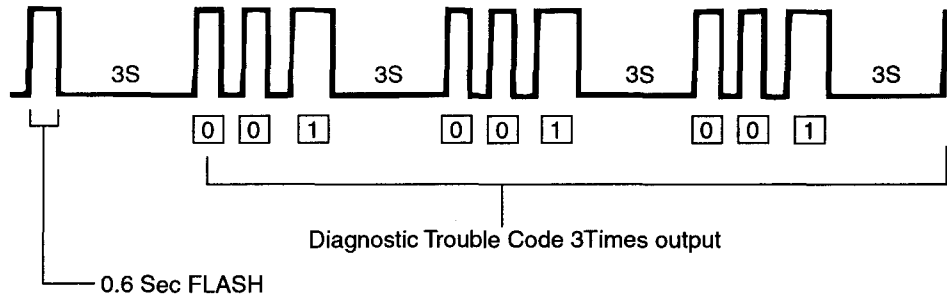 3S 3S 3S 3S
0 0 1 0 0 1 0 0 1
Diagnostic Trouble Code 3Times output
0.6 Sec FLASH